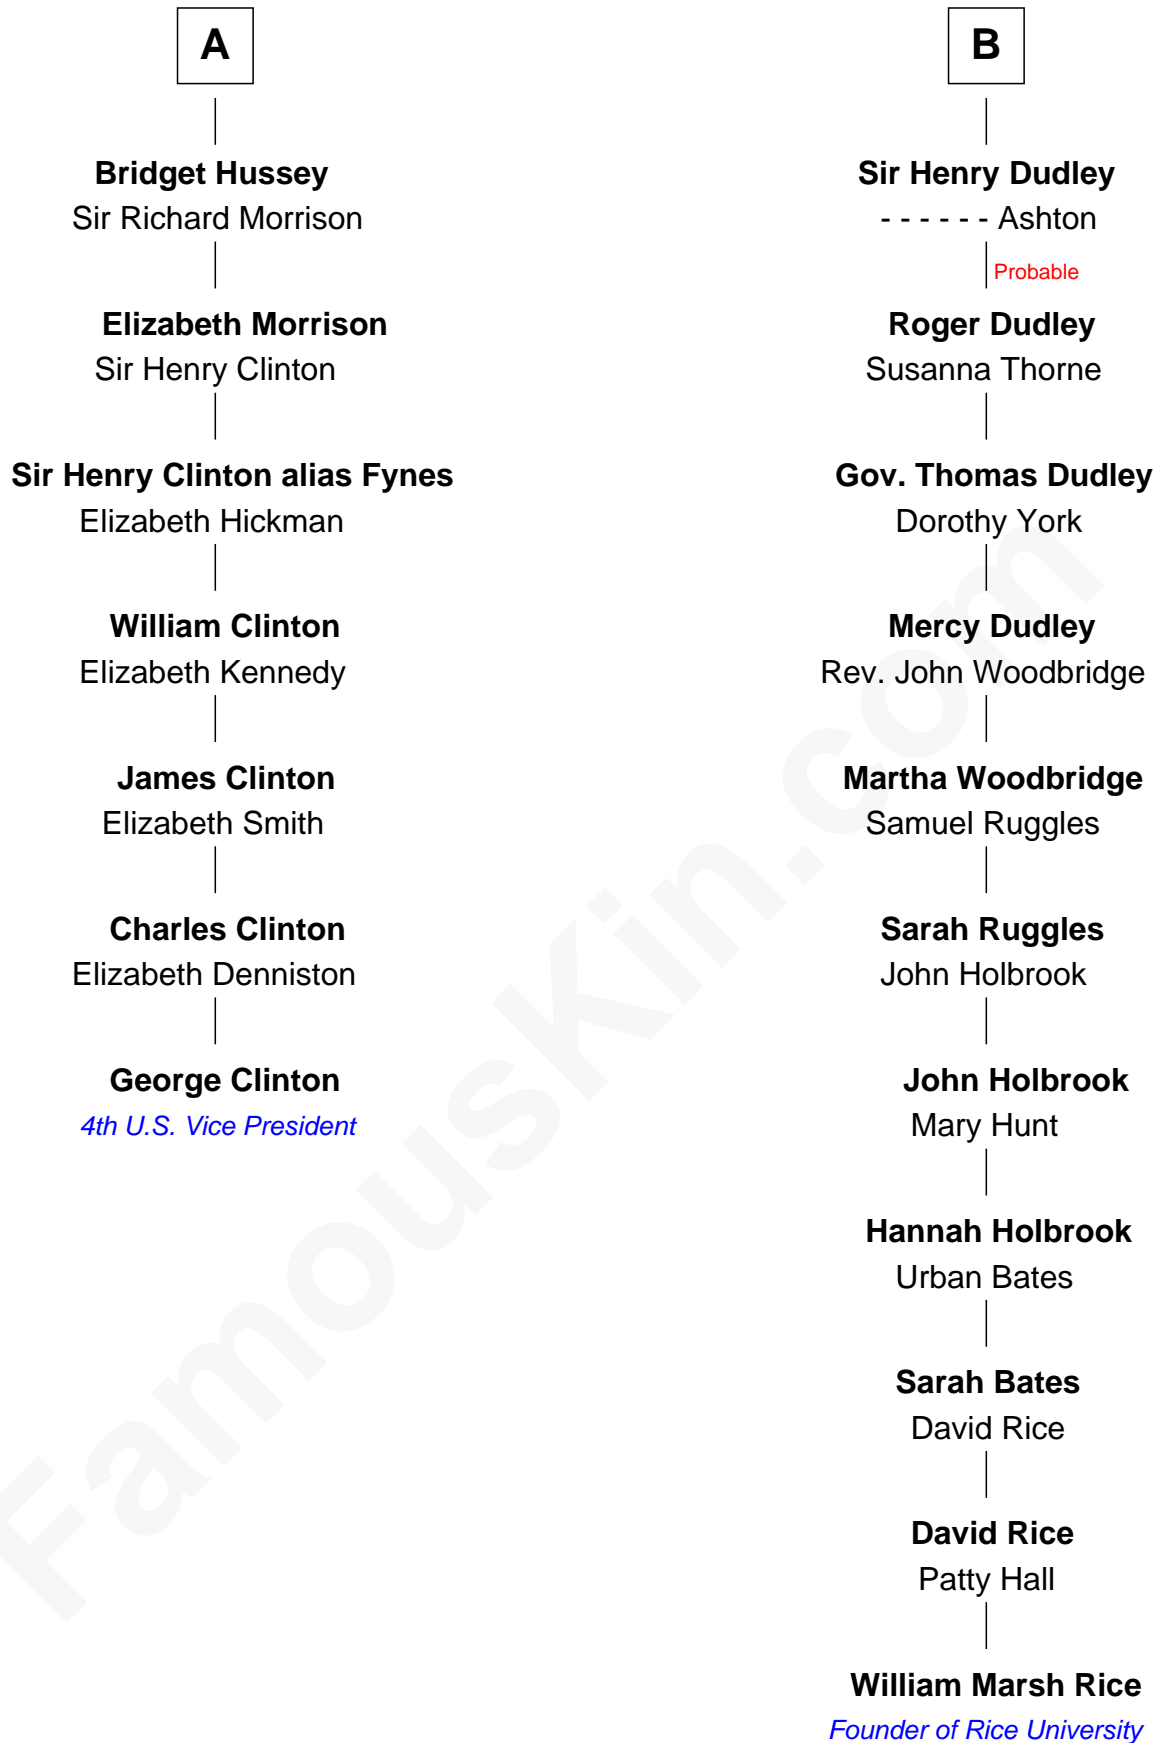 A
Bridget Hussey
Sir Richard Morrison
Elizabeth Morrison
Sir Henry Clinton
Sir Henry Clinton alias Fynes
Elizabeth Hickman
William Clinton
Elizabeth Kennedy
James Clinton
Elizabeth Smith
Charles Clinton
Elizabeth Denniston
George Clinton
4th U.S. Vice President
B
Sir Henry Dudley
- - - - - - Ashton
Probable
Roger Dudley
Susanna Thorne
Gov. Thomas Dudley
Dorothy York
Mercy Dudley
Rev. John Woodbridge
Martha Woodbridge
Samuel Ruggles
Sarah Ruggles
John Holbrook
John Holbrook
Mary Hunt
Hannah Holbrook
Urban Bates
Sarah Bates
David Rice
David Rice
Patty Hall
William Marsh Rice
Founder of Rice University
FamousKin.com